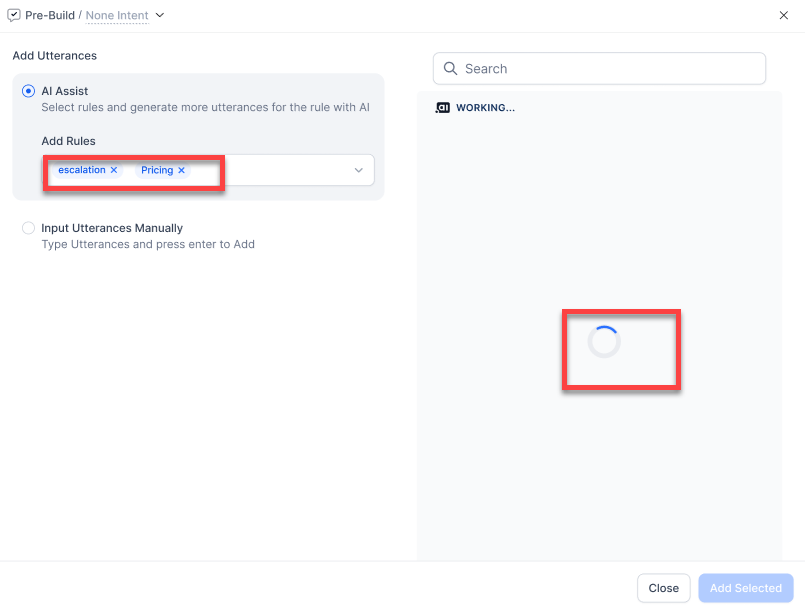 Pre-Build / None Intent
Add Utterances
AI Assist
Select rules and generate more utterances for the rule with AI
Add Rules
escalation × Pricing ×
Input Utterances Manually
Type Utterances and press enter to Add
Search
.ai WORKING...
Close
Add Selected